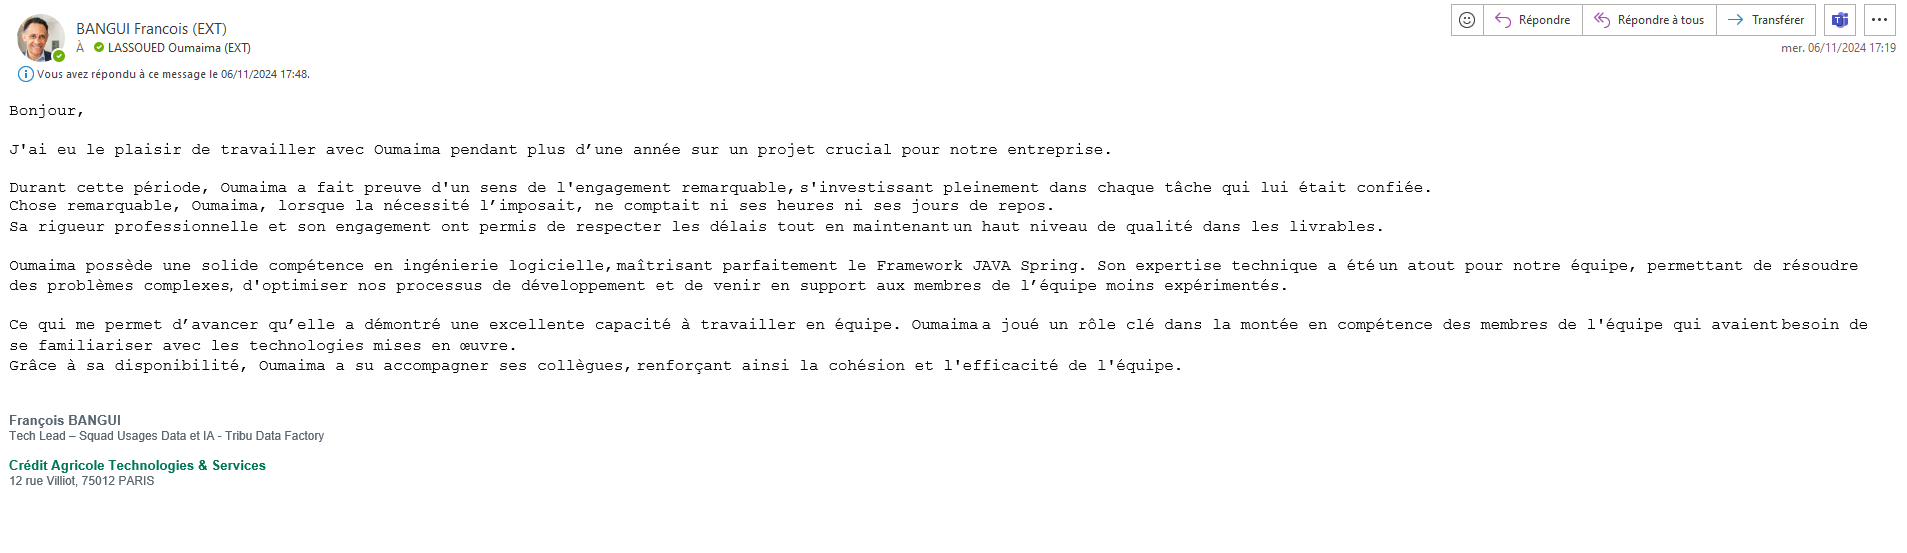 BANGUI Francois (EXT)
À LASSOUED Oumaima (EXT)
Vous avez répondu à ce message le 06/11/2024 17:48.
Répondre
Répondre à tous
Transférer
mer. 06/11/2024 17:19
Bonjour,
J'ai eu le plaisir de travailler avec Oumaima pendant plus d’une année sur un projet crucial pour notre entreprise.
Durant cette période, Oumaima a fait preuve d'un sens de l'engagement remarquable, s'investissant pleinement dans chaque tâche qui lui était confiée.
Chose remarquable, Oumaima, lorsque la nécessité l’imposait, ne comptait ni ses heures ni ses jours de repos.
Sa rigueur professionnelle et son engagement ont permis de respecter les délais tout en maintenant un haut niveau de qualité dans les livrables.
Oumaima possède une solide compétence en ingénierie logicielle, maîtrisant parfaitement le Framework JAVA Spring. Son expertise technique a été un atout pour notre équipe, permettant de résoudre
des problèmes complexes, d'optimiser nos processus de développement et de venir en support aux membres de l’équipe moins expérimentés.
Ce qui me permet d’avancer qu’elle a démontré une excellente capacité à travailler en équipe. Oumaima a joué un rôle clé dans la montée en compétence des membres de l'équipe qui avaient besoin de
se familiariser avec les technologies mises en œuvre.
Grâce à sa disponibilité, Oumaima a su accompagner ses collègues, renforçant ainsi la cohésion et l'efficacité de l'équipe.
François BANGUI
Tech Lead – Squad Usages Data et IA - Tribu Data Factory
Crédit Agricole Technologies & Services
12 rue Villiot, 75012 PARIS